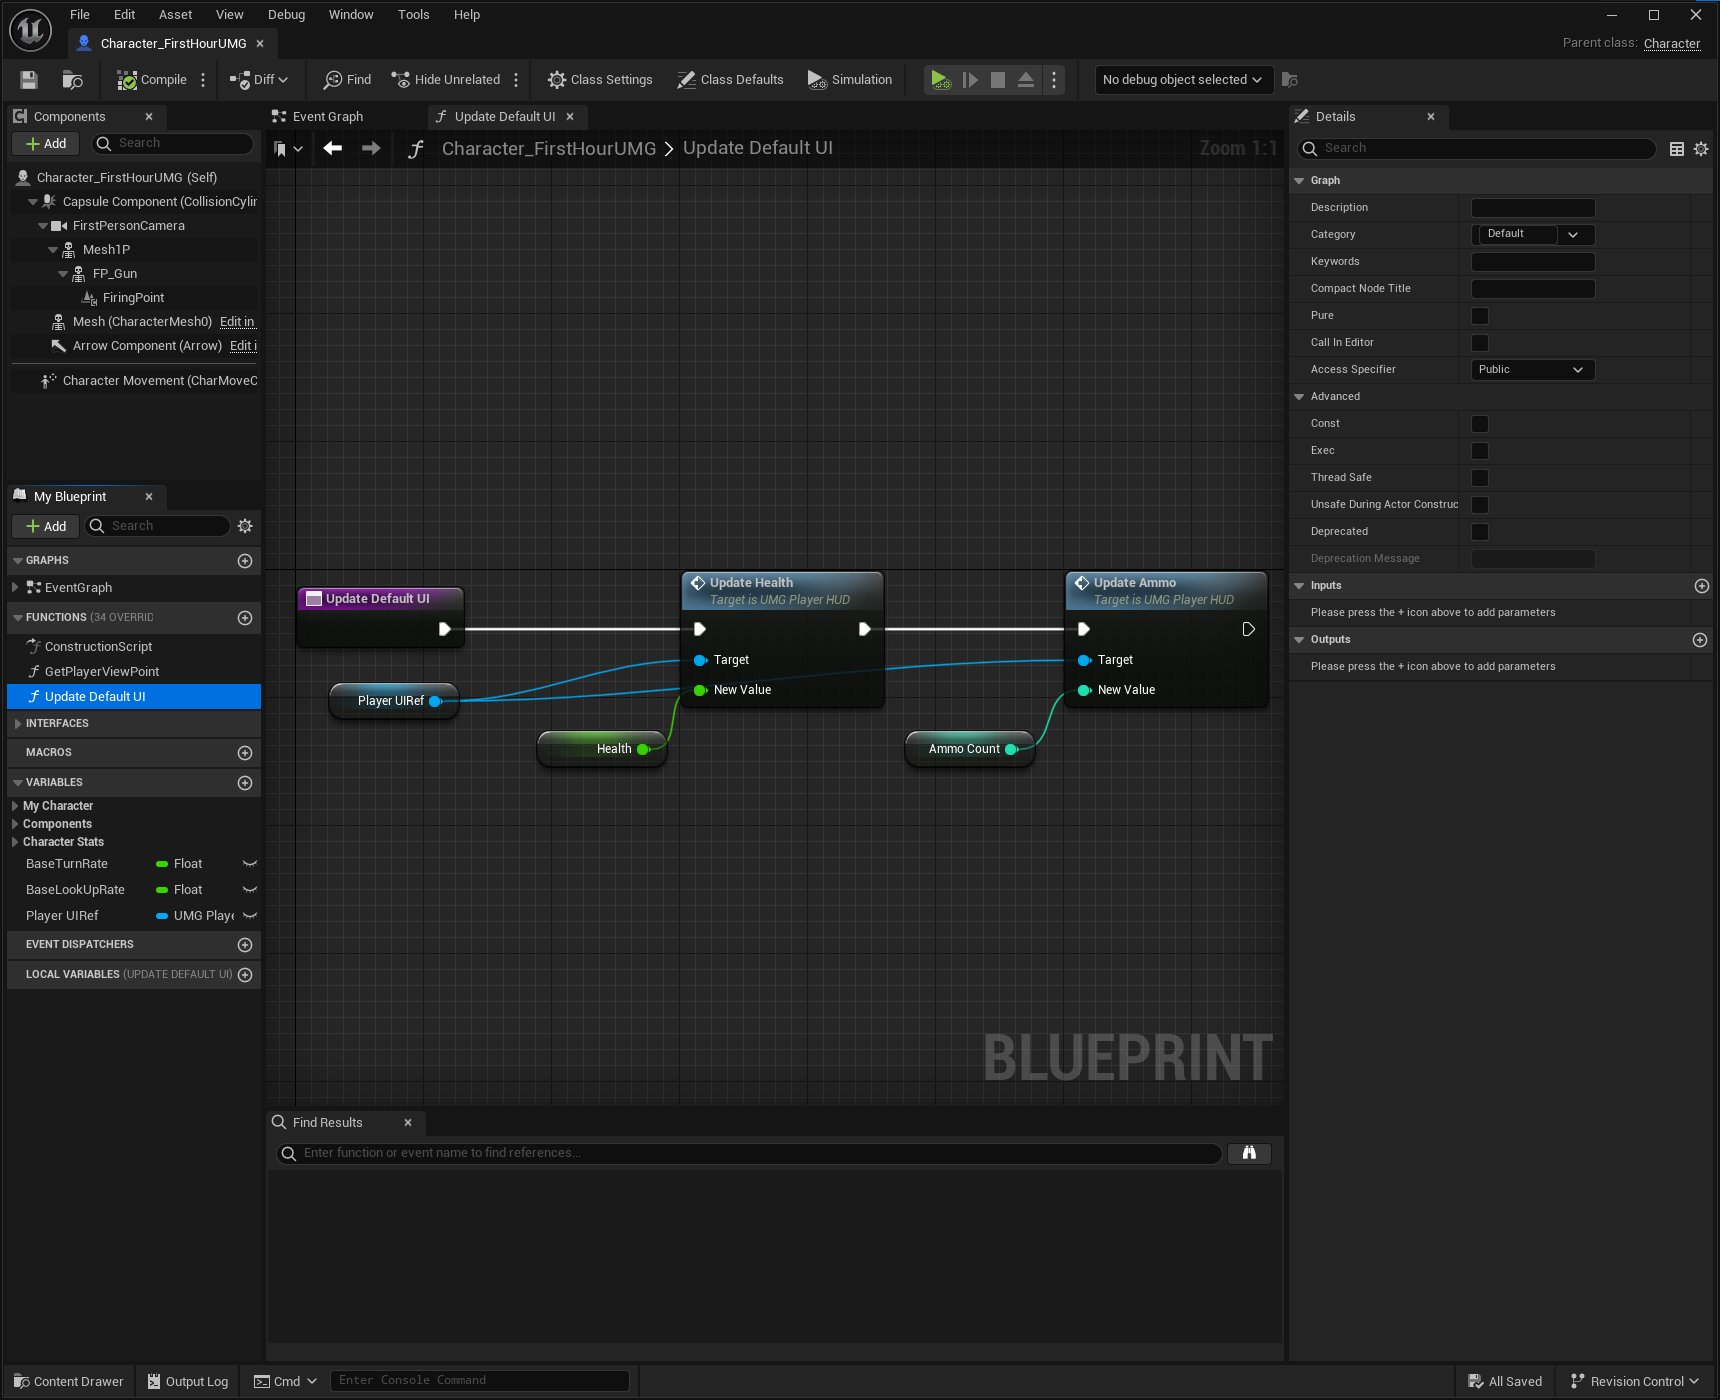 File Edit Asset View Debug Window Tools Help
Character_FirstHourUMG
Parent class: Character
Compile Diff Find Hide Unrelated Class Settings Class Defaults Simulation No debug object selected
Components
Add Search
Character_FirstHourUMG (Self)
Capsule Component (CollisionCylin
FirstPersonCamera
Mesh1P
FP_Gun
FiringPoint
Mesh (CharacterMesh0) Edit in
Arrow Component (Arrow) Edit i
Character Movement (CharMoveC
My Blueprint
Add Search
GRAPHS
EventGraph
FUNCTIONS (34 OVERRID
ConstructionScript
GetPlayerViewPoint
Update Default UI
INTERFACES
MACROS
VARIABLES
My Character
Components
Character Stats
BaseTurnRate Float
BaseLookUpRate Float
Player UIRef UMG Playe
EVENT DISPATCHERS
LOCAL VARIABLES (UPDATE DEFAULT UI)
Event Graph
Update Default UI
Character_FirstHourUMG > Update Default UI
Zoom 1:1
Update Default UI
Player UIRef
Update Health
Target is UMG Player HUD
Target
New Value
Health
Update Ammo
Target is UMG Player HUD
Target
New Value
Ammo Count
BLUEPRINT
Find Results
Enter function or event name to find references...
Details
Search
Graph
Description
Category Default
Keywords
Compact Node Title
Pure
Call In Editor
Access Specifier Public
Advanced
Const
Exec
Thread Safe
Unsafe During Actor Construc
Deprecated
Deprecation Message
Inputs
Please press the + icon above to add parameters
Outputs
Please press the + icon above to add parameters
Content Drawer Output Log Cmd Enter Console Command All Saved Revision Control